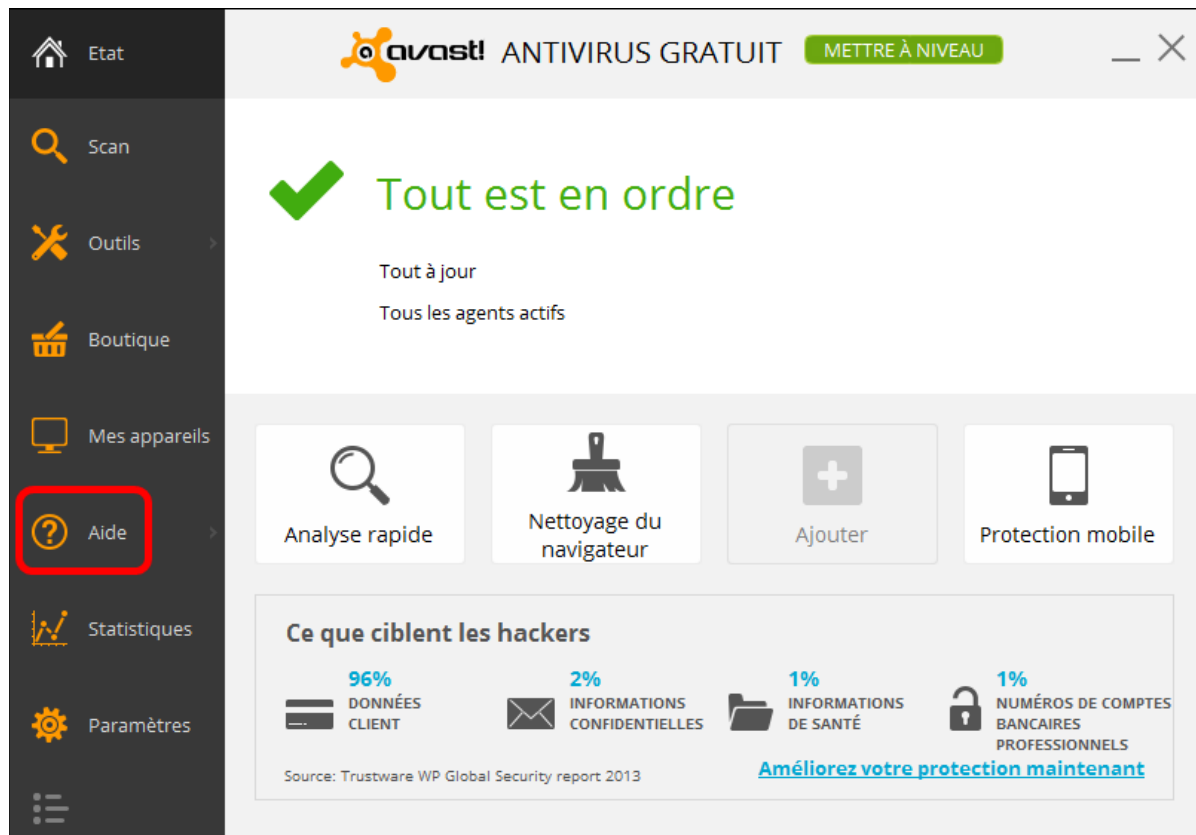 Etat
avast! ANTIVIRUS GRATUIT METTRE À NIVEAU
Scan
Outils
Boutique
Mes appareils
Aide
Statistiques
Paramètres
Tout est en ordre
Tout à jour
Tous les agents actifs
Analyse rapide
Nettoyage du
navigateur
Ajouter
Protection mobile
Ce que ciblent les hackers
96%
DONNÉES
CLIENT
2%
INFORMATIONS
CONFIDENTIELLES
1%
INFORMATIONS
DE SANTÉ
1%
NUMÉROS DE COMPTES
BANCAIRES
PROFESSIONNELS
Source: Trustware WP Global Security report 2013
Améliorez votre protection maintenant